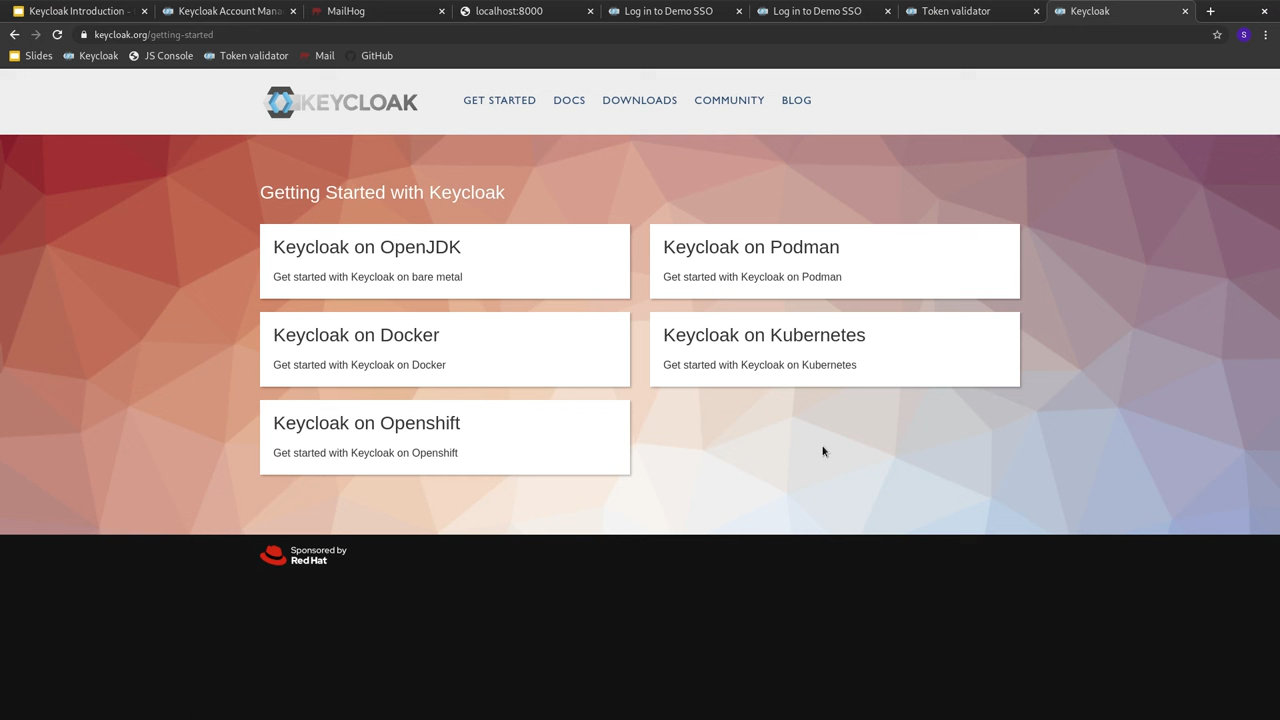 Keycloak Introduction -
Keycloak Account Mana
MailHog
localhost:8000
Log in to Demo SSO
Log in to Demo SSO
Token validator
Keycloak
keycloak.org/getting-started
S
Slides
Keycloak
JS Console
Token validator
Mail
GitHub
KEYCLOAK
GET STARTED
DOCS
DOWNLOADS
COMMUNITY
BLOG
Getting Started with Keycloak
Keycloak on OpenJDK
Get started with Keycloak on bare metal
Keycloak on Podman
Get started with Keycloak on Podman
Keycloak on Docker
Get started with Keycloak on Docker
Keycloak on Kubernetes
Get started with Keycloak on Kubernetes
Keycloak on Openshift
Get started with Keycloak on Openshift
Sponsored by
Red Hat